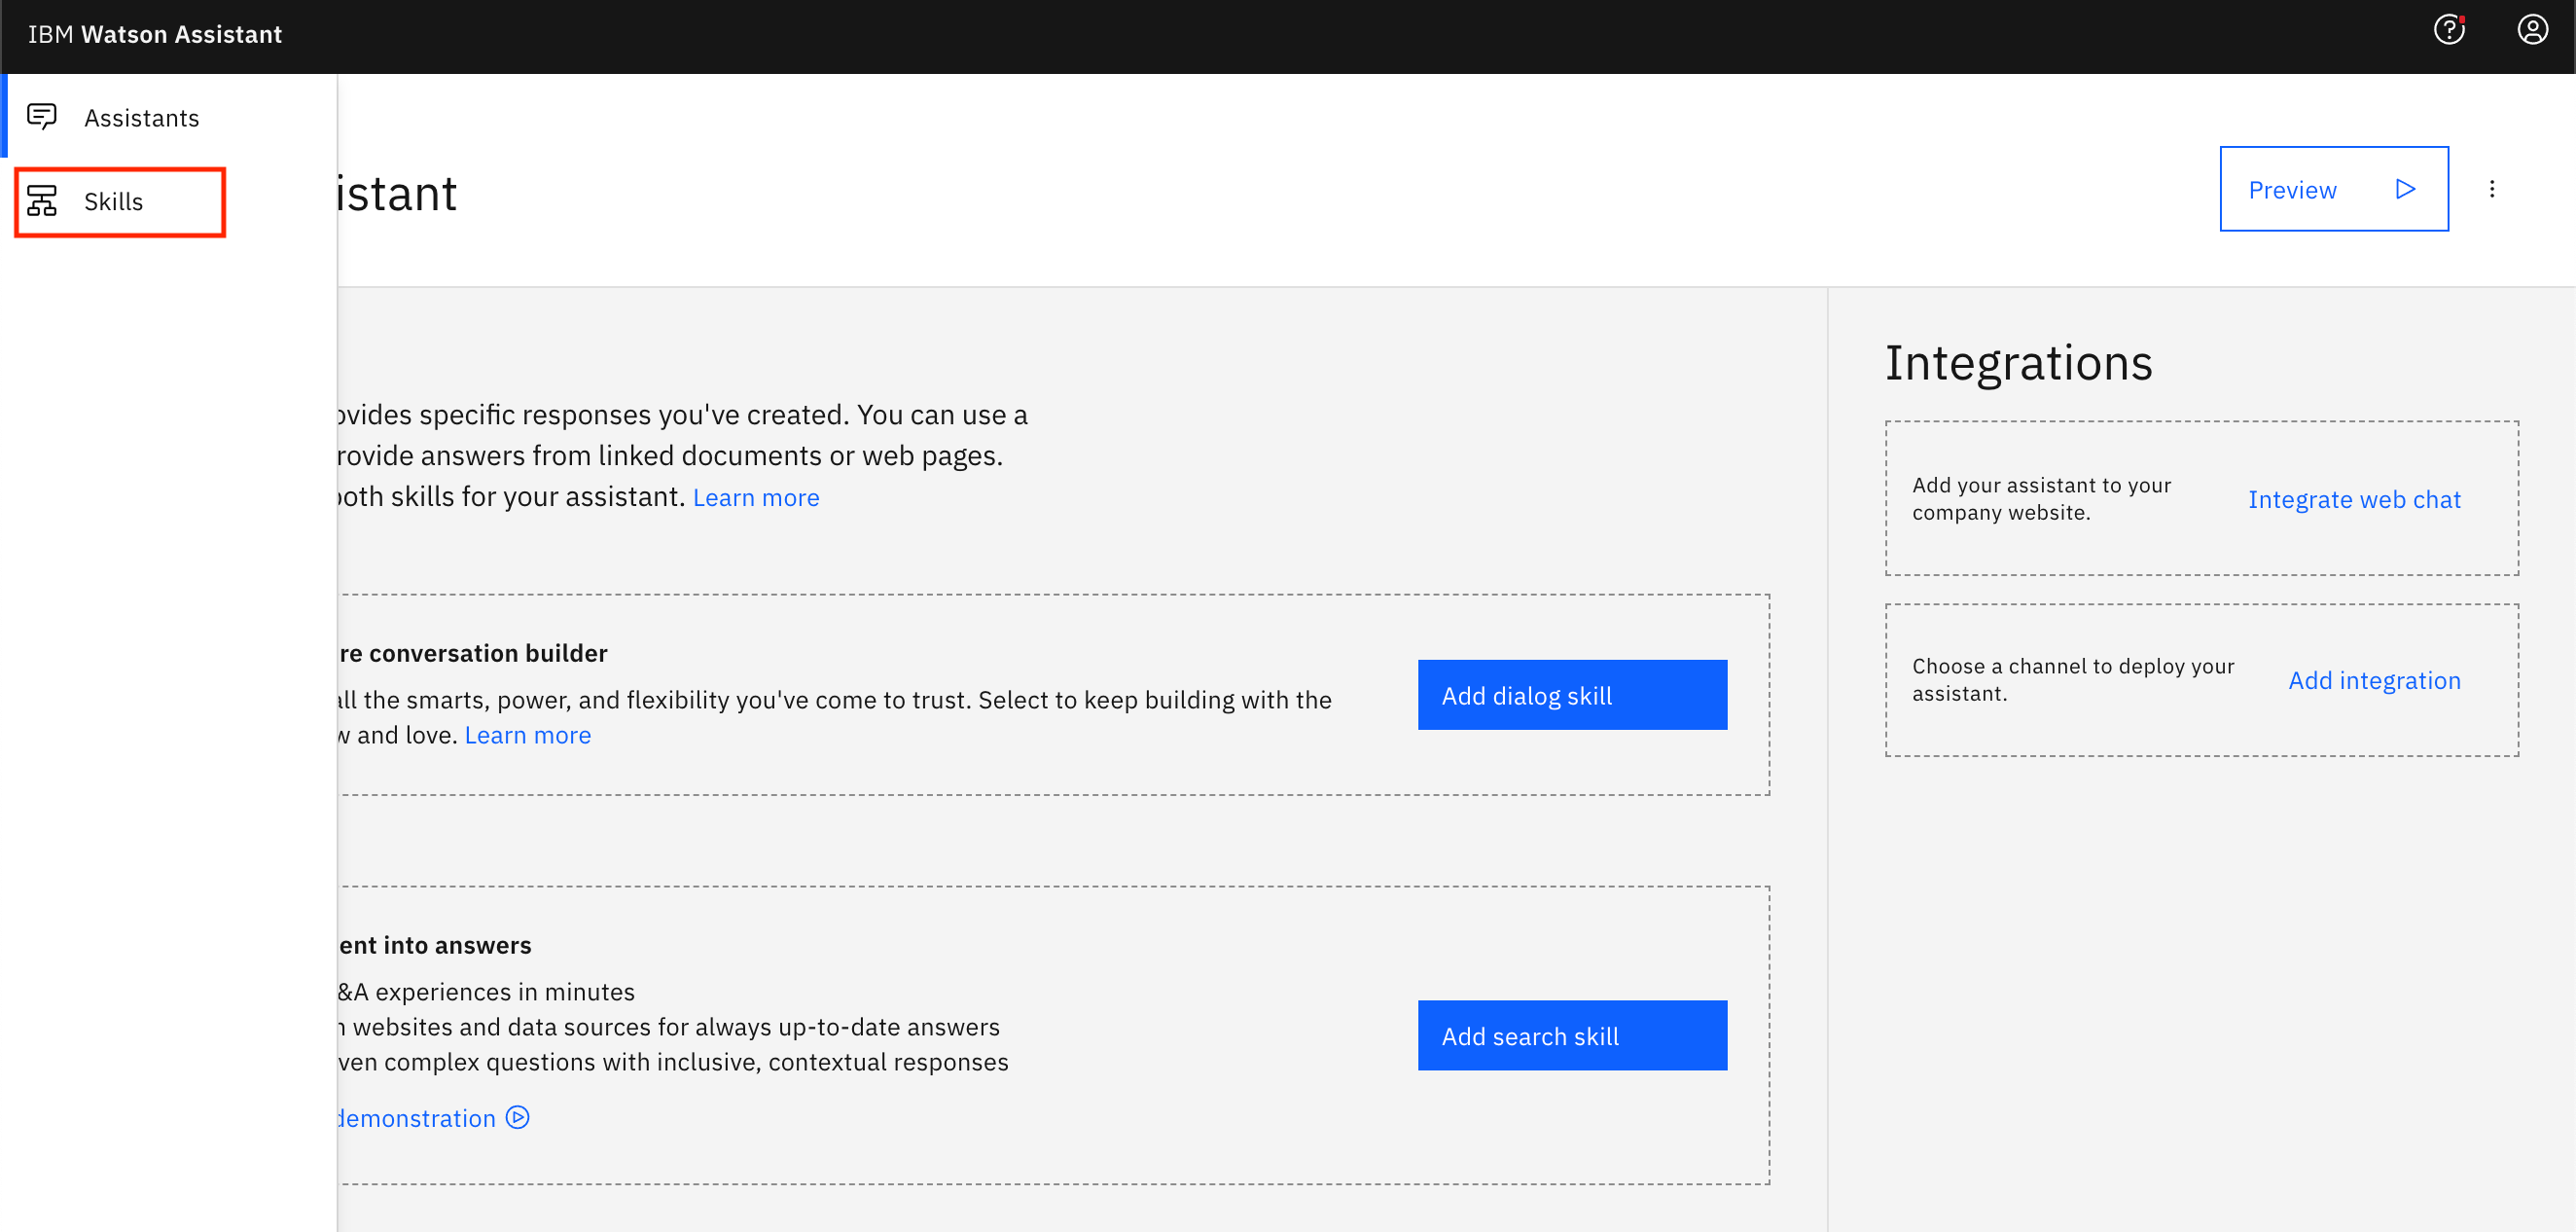 IBM Watson Assistant
Assistants
Skills
istant
Preview
ovides specific responses you've created. You can use a
rovide answers from linked documents or web pages.
both skills for your assistant. Learn more
re conversation builder
all the smarts, power, and flexibility you've come to trust. Select to keep building with the
w and love. Learn more
Add dialog skill
ent into answers
&A experiences in minutes
n websites and data sources for always up-to-date answers
ven complex questions with inclusive, contextual responses
demonstration
Add search skill
Integrations
Add your assistant to your
company website.
Integrate web chat
Choose a channel to deploy your
assistant.
Add integration